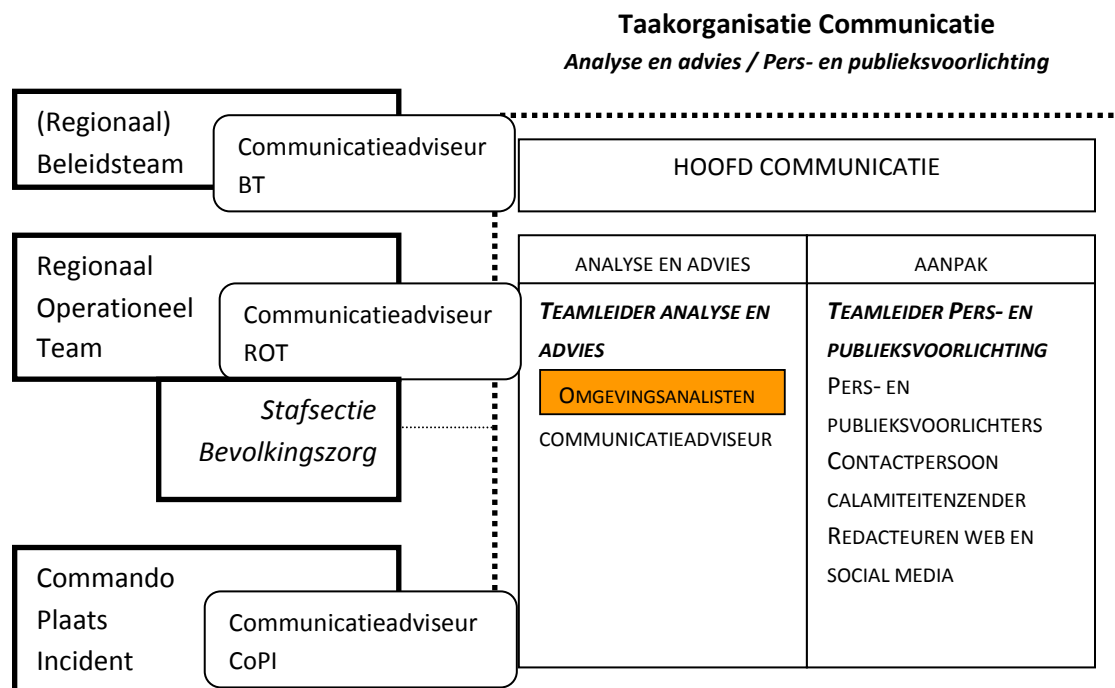 Taakorganisatie Communicatie
Analyse en advies / Pers- en publieksvoorlichting
(Regionaal)
Beleidsteam
Communicatieadviseur
BT
HOOFD COMMUNICATIE
Regionaal
Operationeel
Team
Communicatieadviseur
ROT
Stafsectie
Bevolkingszorg
Commando
Plaats
Incident
Communicatieadviseur
CoPI
ANALYSE EN ADVIES
TEAMLEIDER ANALYSE EN
ADVIES
OMGEVINGSANALISTEN
COMMUNICATIEADVISEUR
AANPAK
TEAMLEIDER PERS- EN
PUBLIEKSVOORLICHTING
PERS- EN
PUBLIEKSVOORLICHTERS
CONTACTPERSOON
CALAMITEITENZENDER
REDACTEUREN WEB EN
SOCIAL MEDIA